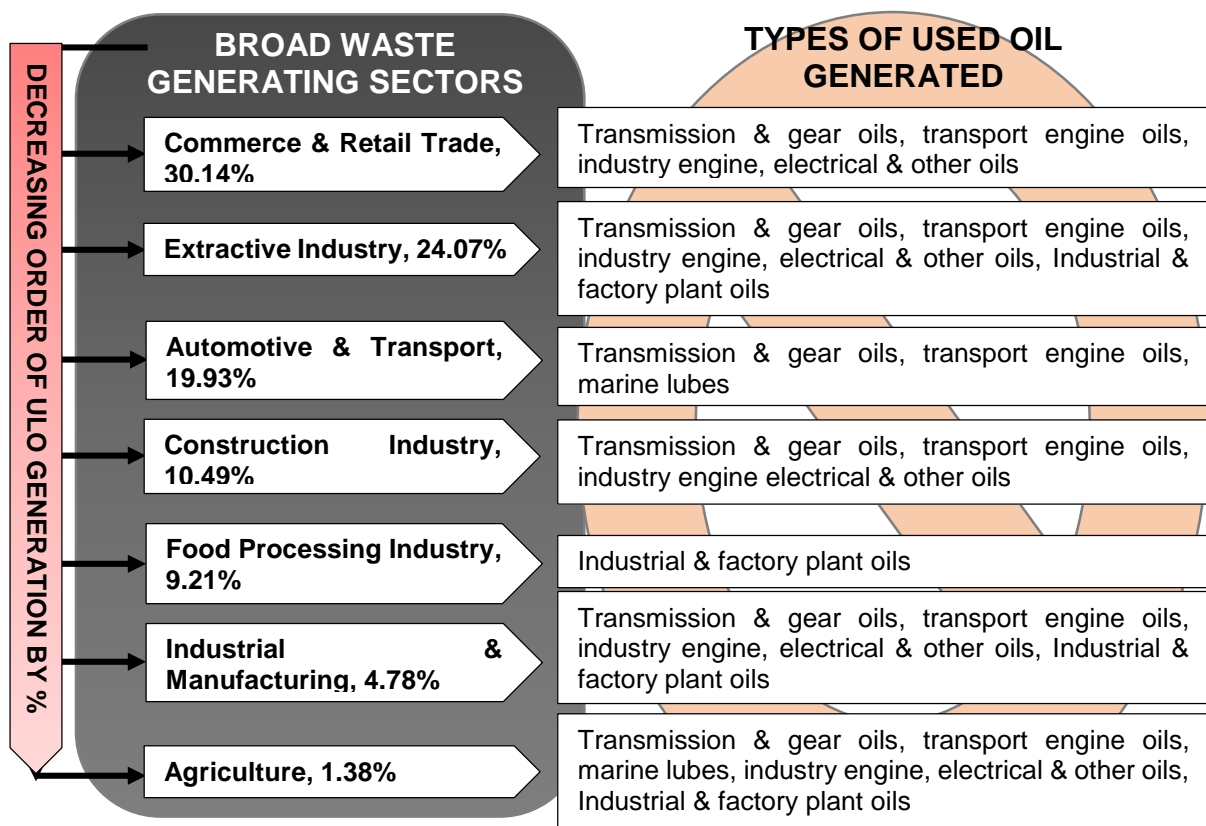 DECREASING ORDER OF ULO GENERATION BY %
BROAD WASTE
GENERATING SECTORS
TYPES OF USED OIL
GENERATED
Commerce & Retail Trade,
30.14%
Transmission & gear oils, transport engine oils,
industry engine, electrical & other oils
Extractive Industry, 24.07%
Transmission & gear oils, transport engine oils,
industry engine, electrical & other oils, Industrial &
factory plant oils
Automotive & Transport,
19.93%
Transmission & gear oils, transport engine oils,
marine lubes
Construction Industry,
10.49%
Transmission & gear oils, transport engine oils,
industry engine electrical & other oils
Food Processing Industry,
9.21%
Industrial & factory plant oils
Industrial &
Manufacturing, 4.78%
Transmission & gear oils, transport engine oils,
industry engine, electrical & other oils, Industrial &
factory plant oils
Agriculture, 1.38%
Transmission & gear oils, transport engine oils,
marine lubes, industry engine, electrical & other oils,
Industrial & factory plant oils